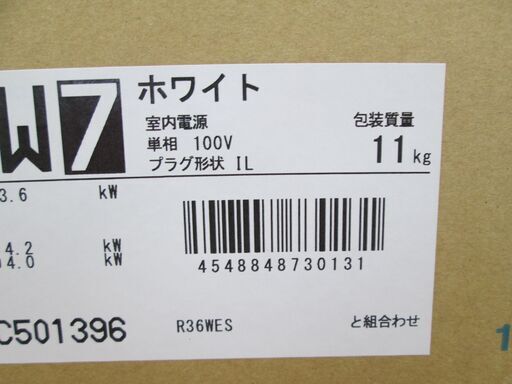 W7 ホワイト
室内電源
単相 100V
プラグ形状 IL
包装質量
11kg
3.6 kW
4.2 kW
4.0 kW
4548848730131
C501396
R36WES
と組合わせ
1